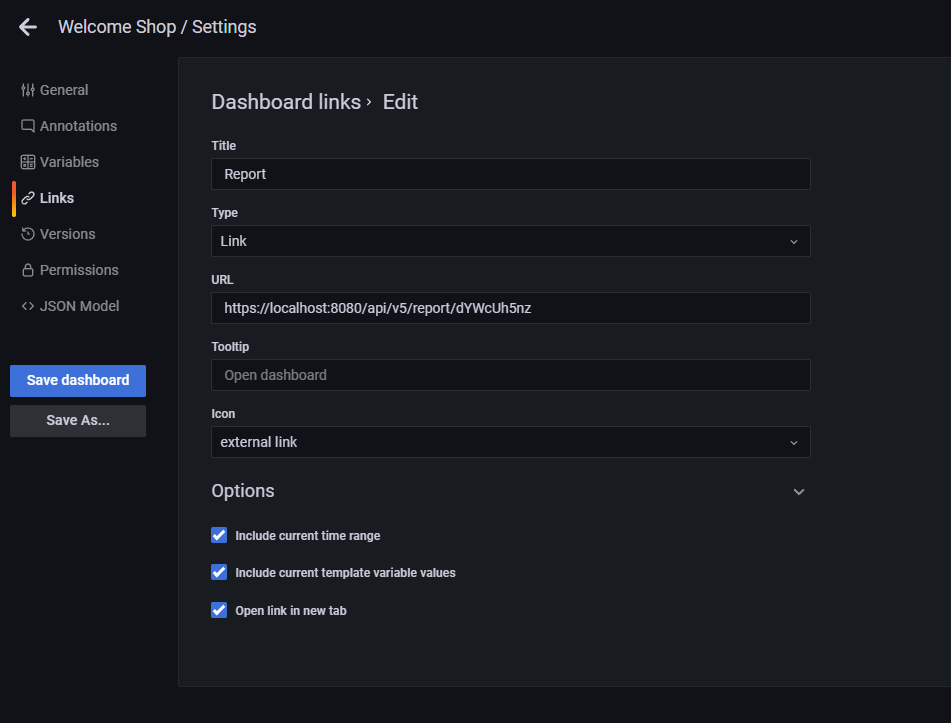 Welcome Shop / Settings
General
Annotations
Variables
Links
Versions
Permissions
JSON Model
Save dashboard
Save As...
Dashboard links › Edit
Title
Report
Type
Link
URL
https://localhost:8080/api/v5/report/dYWcUh5nz
Tooltip
Open dashboard
Icon
external link
Options
Include current time range
Include current template variable values
Open link in new tab